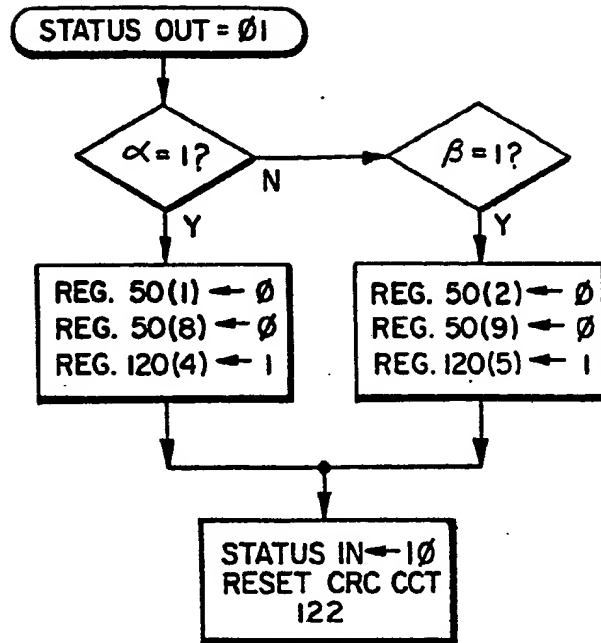 STATUS OUT = Ø1
α = 1?
N
β = 1?
Y
Y
REG. 50(1) ← Ø
REG. 50(8) ← Ø
REG. 120(4) ← 1
REG. 50(2) ← Ø
REG. 50(9) ← Ø
REG. 120(5) ← 1
STATUS IN ← 1Ø
RESET CRC CCT
122